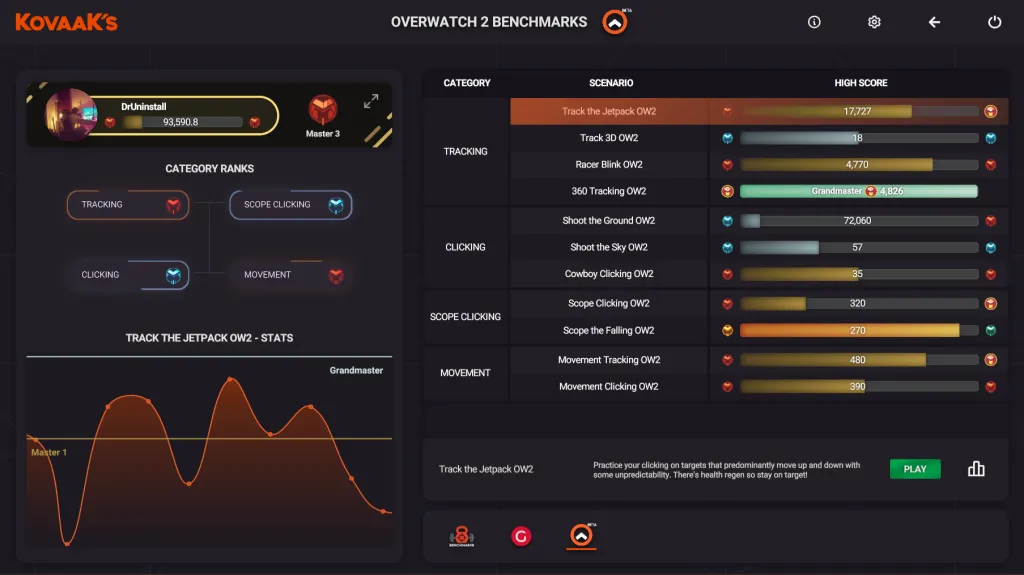 KOVAAK'S
OVERWATCH 2 BENCHMARKS
BETA
DrUninstall
93,590.8
Master 3
CATEGORY RANKS
TRACKING
SCOPE CLICKING
CLICKING
MOVEMENT
TRACK THE JETPACK OW2 - STATS
Grandmaster
Master 1
CATEGORY SCENARIO HIGH SCORE
TRACKING
Track the Jetpack OW2 17,727
Track 3D OW2 18
Racer Blink OW2 4,770
360 Tracking OW2 Grandmaster 4,826
CLICKING
Shoot the Ground OW2 72,060
Shoot the Sky OW2 57
Cowboy Clicking OW2 35
SCOPE CLICKING
Scope Clicking OW2 320
Scope the Falling OW2 270
MOVEMENT
Movement Tracking OW2 480
Movement Clicking OW2 390
Track the Jetpack OW2
Practice your clicking on targets that predominantly move up and down with
some unpredictability. There's health regen so stay on target!
PLAY
BENCHMARKS
G
BETA